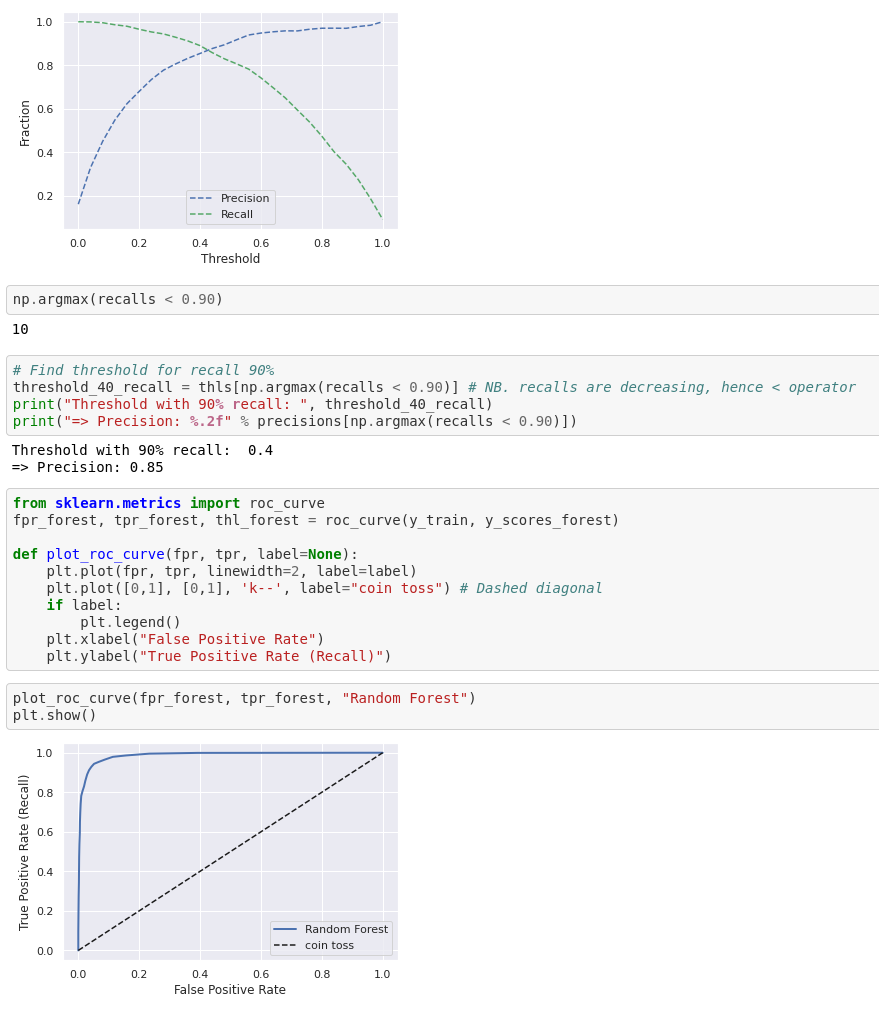 1.0
0.8
0.6
0.4
0.2
Fraction
Precision
Recall
0.0 0.2 0.4 0.6 0.8 1.0
Threshold
np.argmax(recalls < 0.90)
10
# Find threshold for recall 90%
threshold_40_recall = thls[np.argmax(recalls < 0.90)] # NB. recalls are decreasing, hence < operator
print("Threshold with 90% recall: ", threshold_40_recall)
print("=> Precision: %.2f" % precisions[np.argmax(recalls < 0.90)])
Threshold with 90% recall:  0.4
=> Precision: 0.85
from sklearn.metrics import roc_curve
fpr_forest, tpr_forest, thl_forest = roc_curve(y_train, y_scores_forest)
def plot_roc_curve(fpr, tpr, label=None):
    plt.plot(fpr, tpr, linewidth=2, label=label)
    plt.plot([0,1], [0,1], 'k--', label="coin toss") # Dashed diagonal
    if label:
        plt.legend()
    plt.xlabel("False Positive Rate")
    plt.ylabel("True Positive Rate (Recall)")
plot_roc_curve(fpr_forest, tpr_forest, "Random Forest")
plt.show()
1.0
0.8
0.6
0.4
0.2
0.0
True Positive Rate (Recall)
Random Forest
coin toss
0.0 0.2 0.4 0.6 0.8 1.0
False Positive Rate